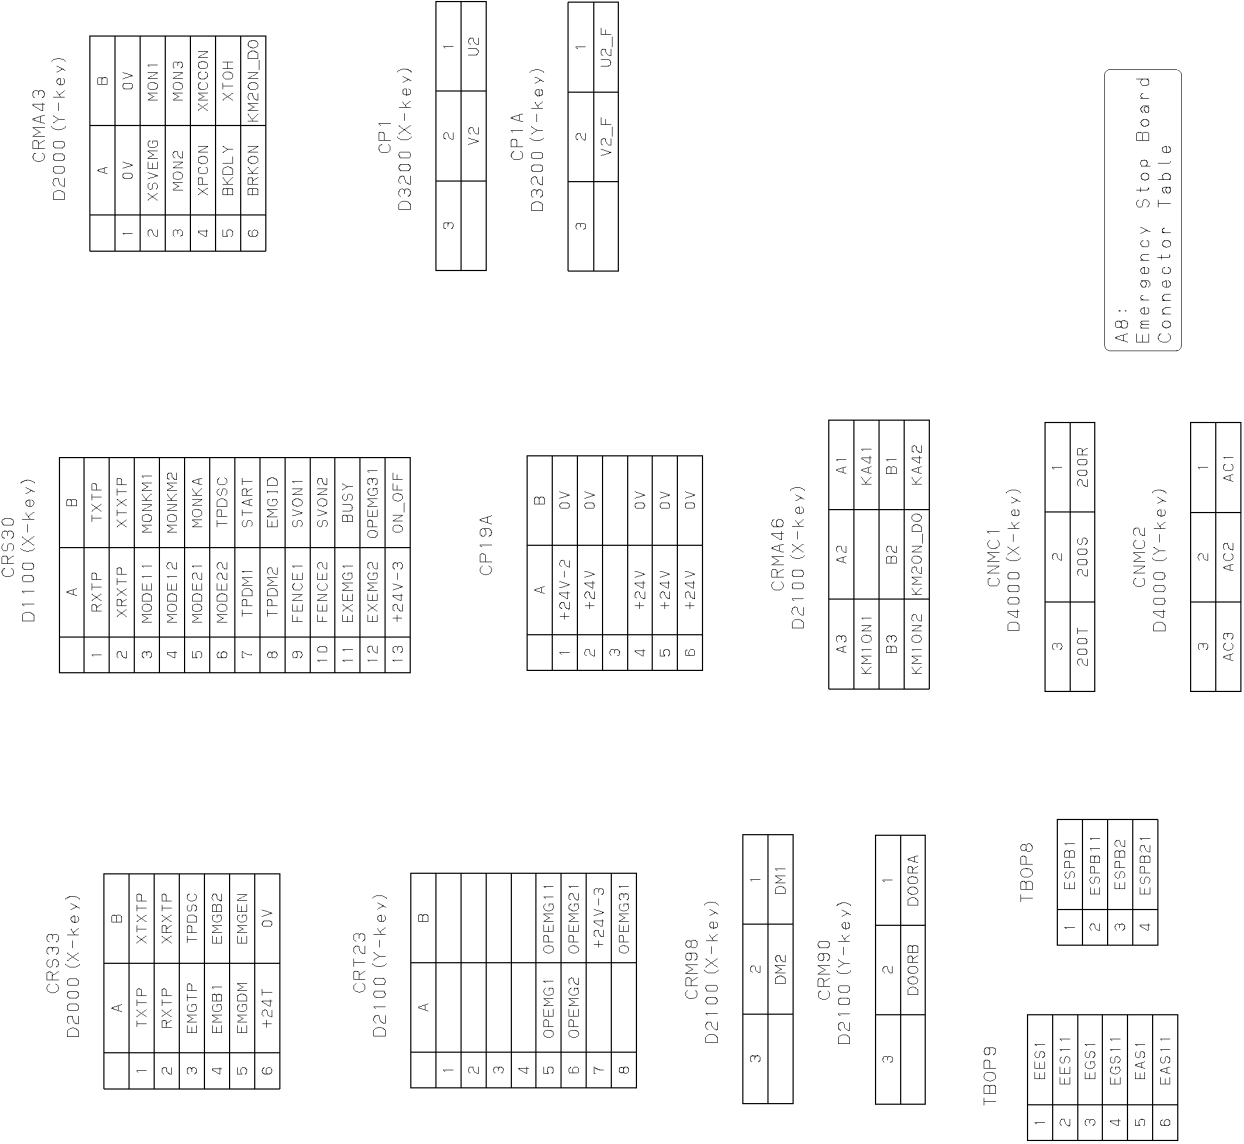 CRS33
D2000 (X-key)
A B
1 TXTP XTXTP
2 RXTP XRXTP
3 EMGTP TPDSC
4 EMGB1 EMGB2
5 EMGDM EMGEN
6 +24T 0V
CRS30
D1100 (X-key)
A B
1 RXTP TXTP
2 XRXTP XTXTP
3 MODE11 MONKM1
4 MODE12 MONKM2
5 MODE21 MONKA
6 MODE22 TPDSC
7 TPDM1 START
8 TPDM2 EMGID
9 FENCE1 SVON1
10 FENCE2 SVON2
11 EXEMG1 BUSY
12 EXEMG2 OPEMG31
13 +24V-3 ON_OFF
CRMA43
D2000 (Y-key)
A B
1 0V 0V
2 XSVEMG MON1
3 MON2 MON3
4 XPCON XMCCON
5 BKDLY XTOH
6 BRKON KM2ON_DO
CRT23
D2100 (Y-key)
A B
1
2
3
4
5 OPEMG1 OPEMG11
6 OPEMG2 OPEMG21
7 +24V-3
8 OPEMG31
CP19A
A B
1 +24V-2 0V
2 +24V 0V
3
4 +24V 0V
5 +24V 0V
6 +24V 0V
CP1
D3200 (X-key)
3 2 1
V2 U2
CP1A
D3200 (Y-key)
3 2 1
V2_F U2_F
CRM98
D2100 (X-key)
3 2 1
DM2 DM1
CRM90
D2100 (Y-key)
3 2 1
DOORB DOORA
CRMA46
D2100 (X-key)
A3 A2 A1
KM1ON1 KA41
B3 B2 B1
KM1ON2 KM2ON_DO KA42
TBOP9
1 EES1
2 EES11
3 EGS1
4 EGS11
5 EAS1
6 EAS11
TBOP8
1 ESPB1
2 ESPB11
3 ESPB2
4 ESPB21
CNMC1
D4000 (X-key)
3 2 1
200T 200S 200R
CNMC2
D4000 (Y-key)
3 2 1
AC3 AC2 AC1
A8:
Emergency Stop Board
Connector Table